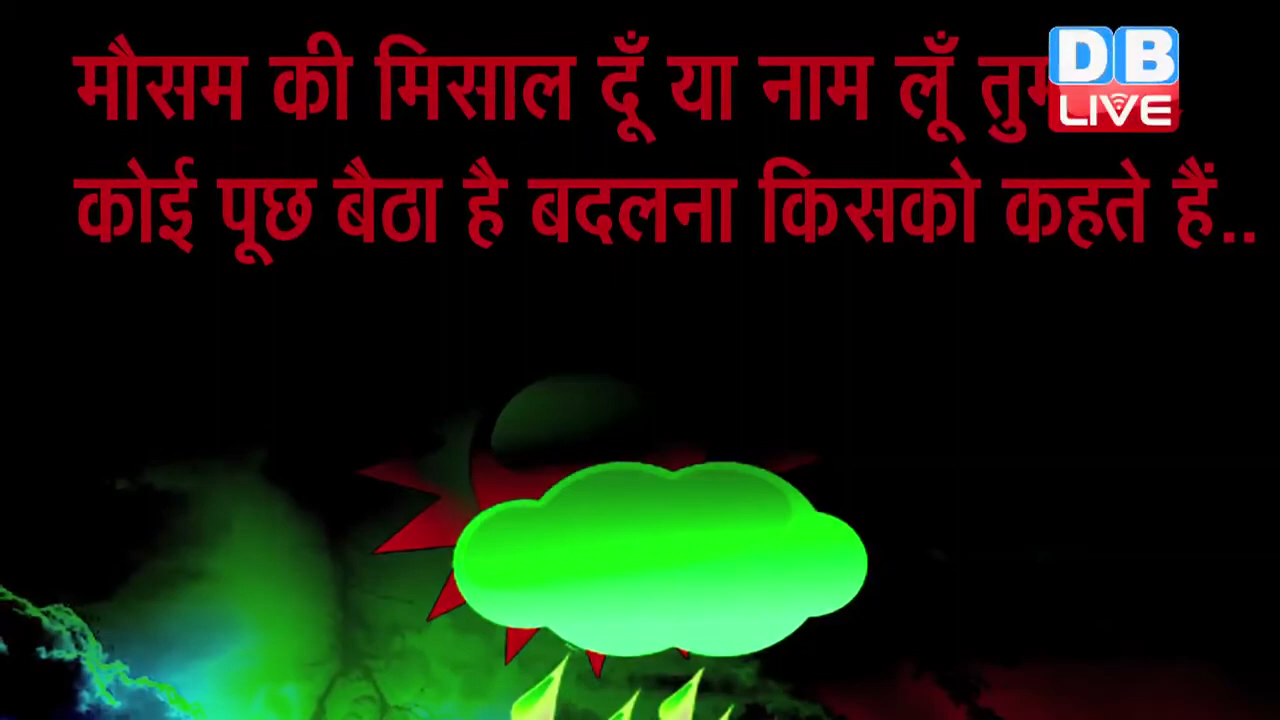 मौसम की मिसाल दूँ या नाम लूँ
कोई पूछ बैठा है बदलना किसको कहते हैं..
DB
LIVE